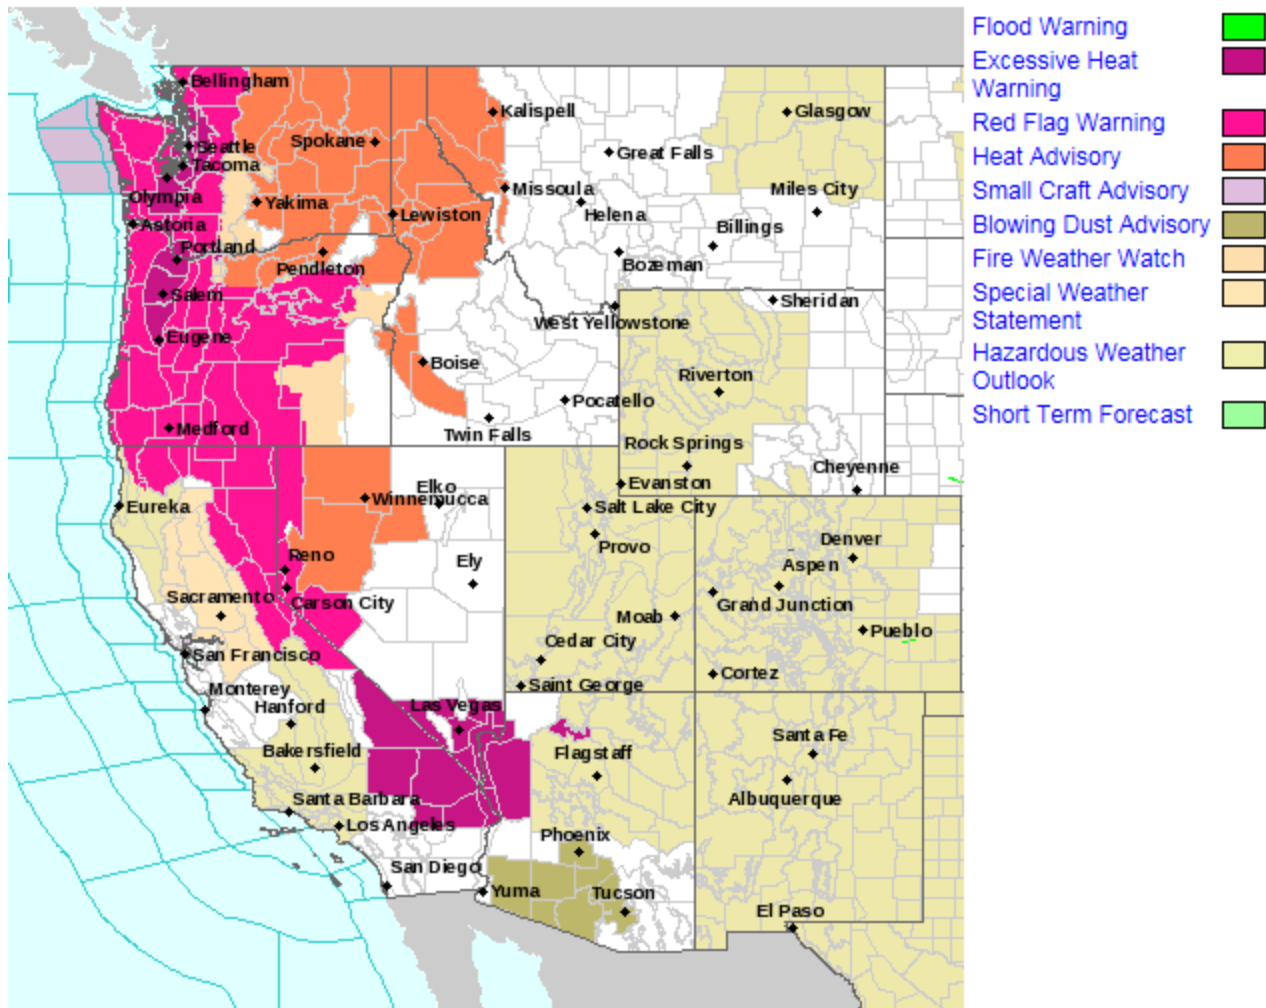 Flood Warning
Excessive Heat
Warning
Red Flag Warning
Heat Advisory
Small Craft Advisory
Blowing Dust Advisory
Fire Weather Watch
Special Weather
Statement
Hazardous Weather
Outlook
Short Term Forecast
Bellingham
Kalispell
Glasgow
Spokane
Seattle
Great Falls
Tacoma
Missoula
Miles City
Olympia
Yakima
Lewiston
Helena
Astoria
Billings
Portland
Pendleton
Bozeman
Salem
Sheridan
West Yellowstone
Eugene
Boise
Riverton
Pocatello
Medford
Twin Falls
Rock Springs
Cheyenne
Elko
Evanston
Winnemucca
Eureka
Salt Lake City
Denver
Provo
Reno
Ely
Aspen
Sacramento
Carson City
Grand Junction
Moab
Pueblo
Cedar City
San Francisco
Cortez
Saint George
Monterey
Hanford
Las Vegas
Santa Fe
Bakersfield
Flagstaff
Santa Barbara
Albuquerque
Los Angeles
Phoenix
San Diego
Yuma
Tucson
El Paso